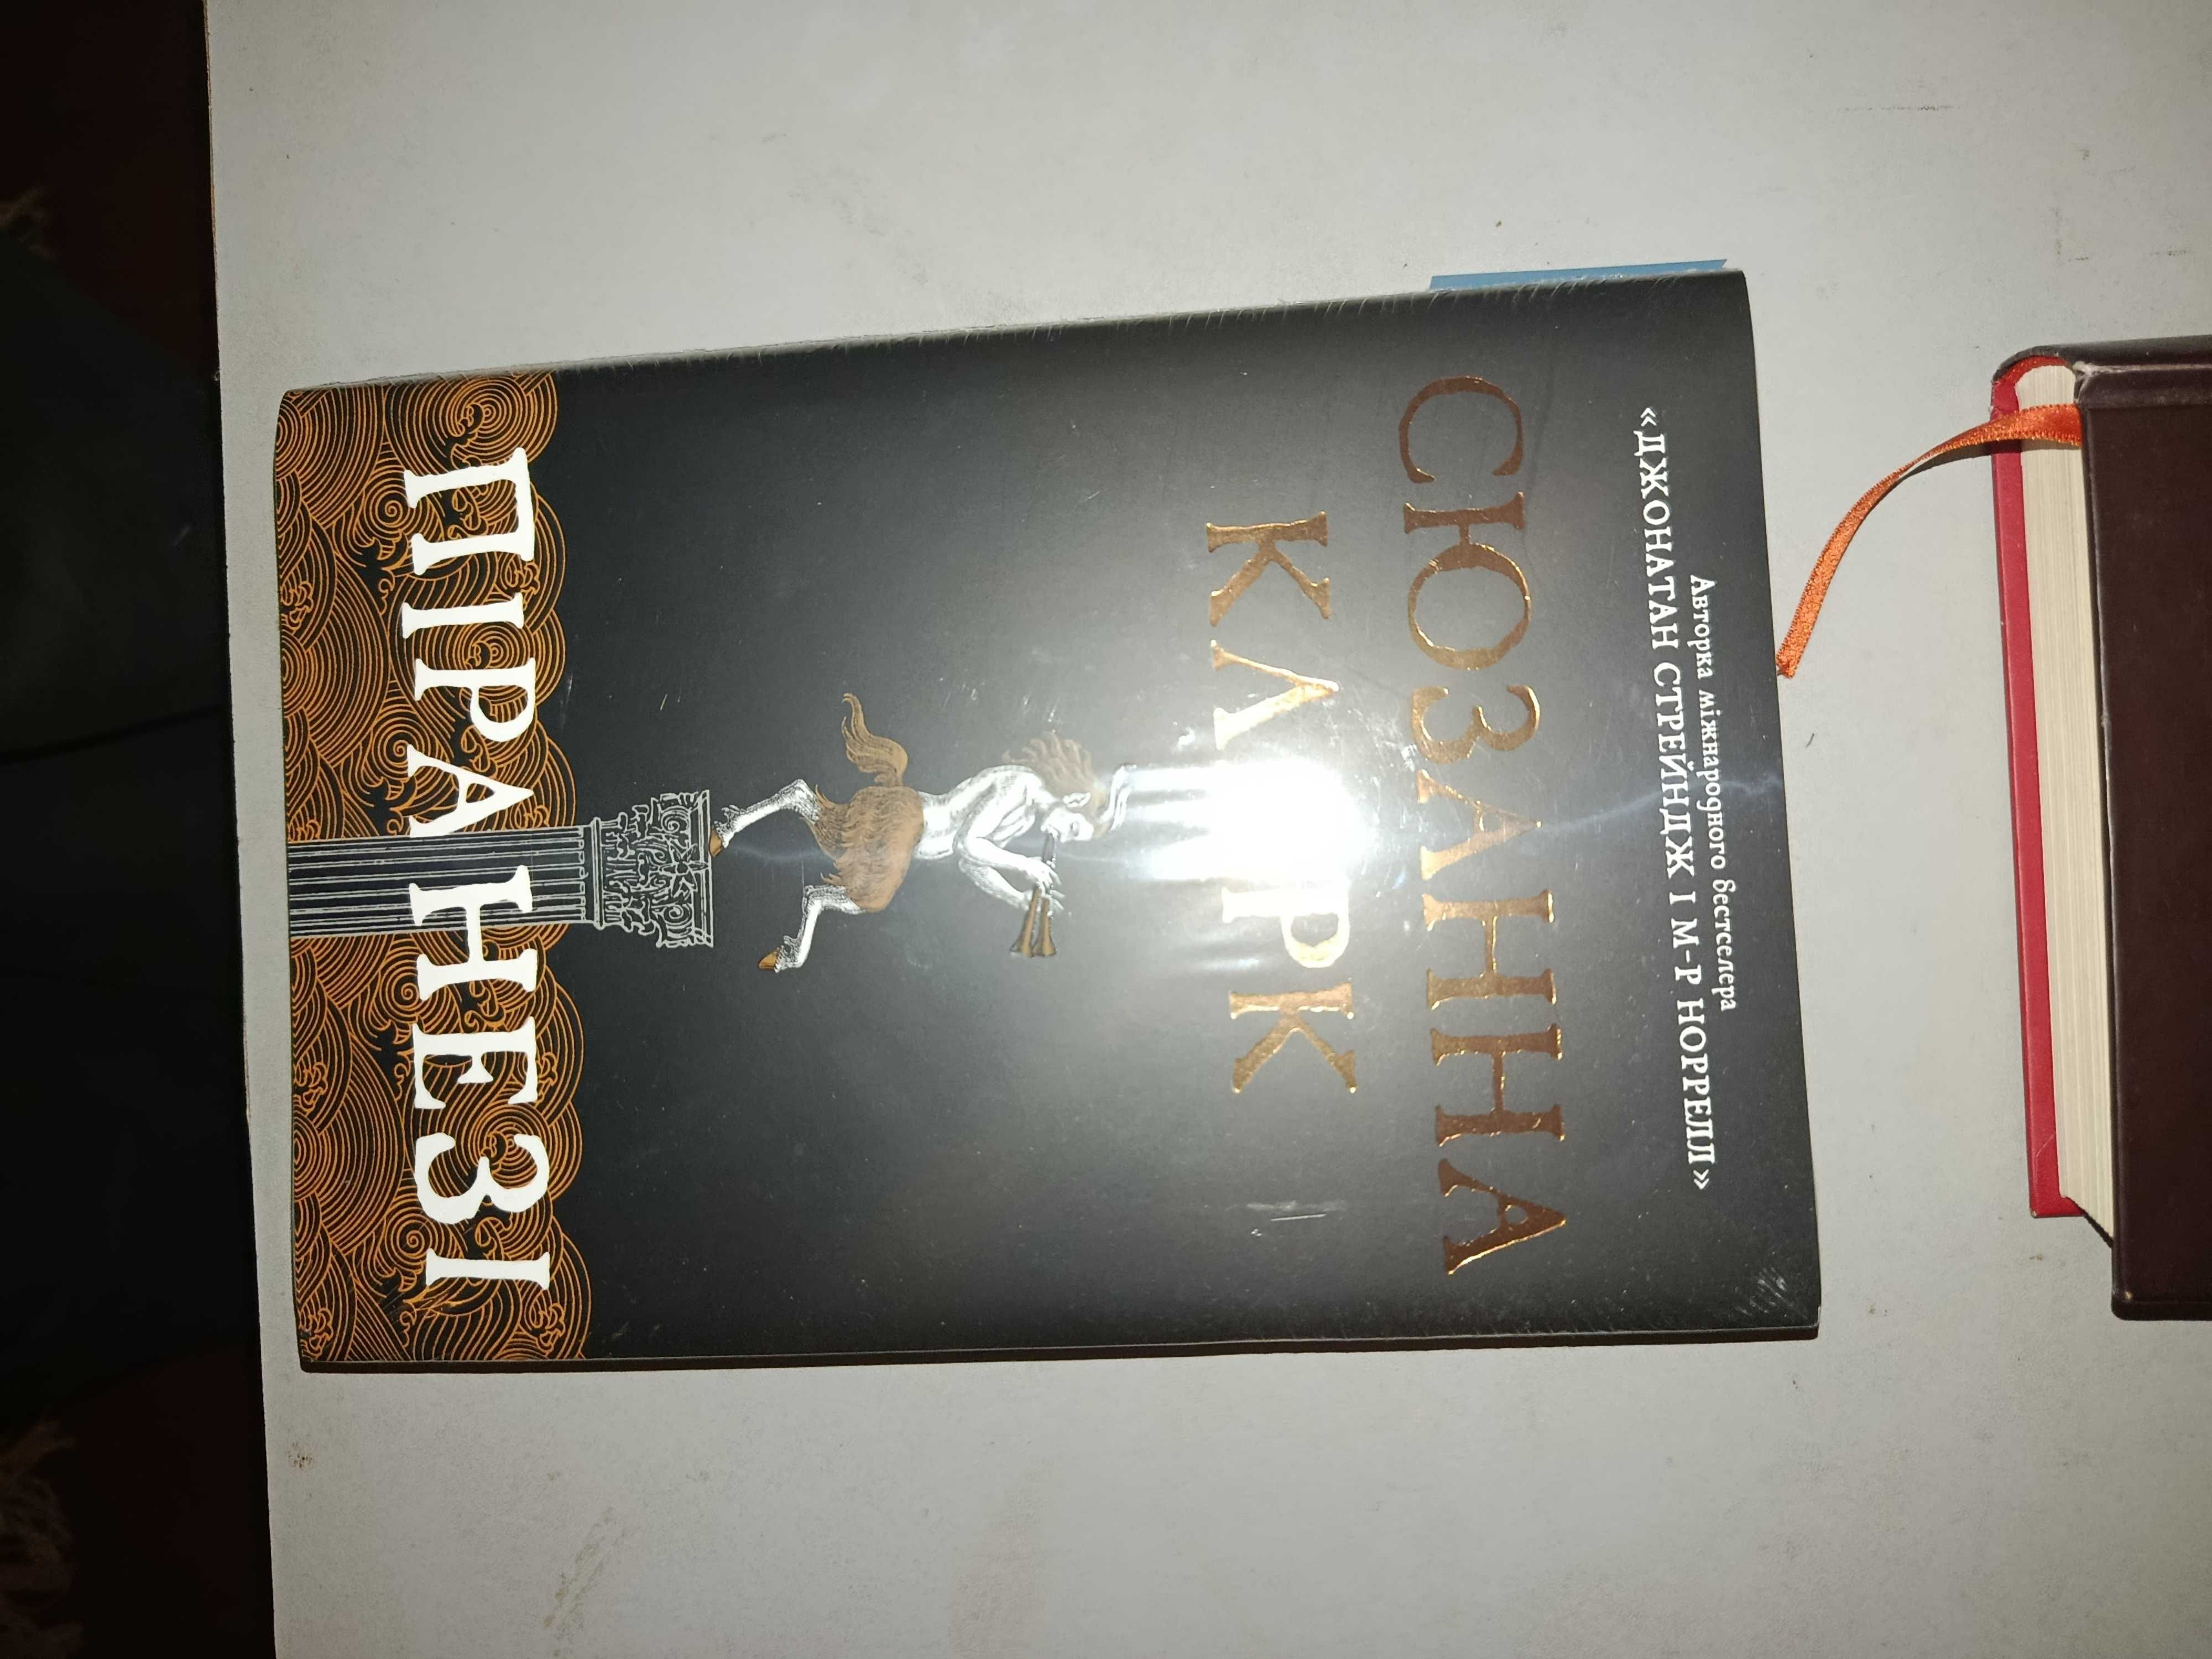 Авторка міжнародного бестселера
«ДЖОНАТАН СТРЕЙНДЖ І М-Р НОРРЕЛЛ»
СЮЗАННА
КЛАРК
ПІРАНЕЗІ